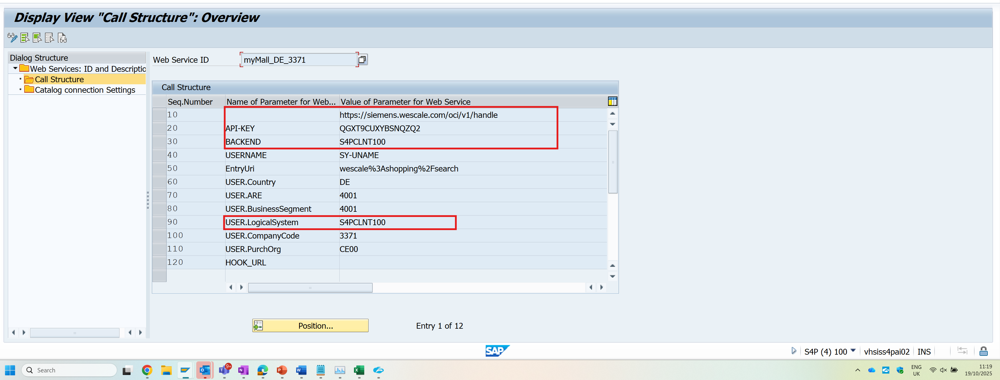 Display View "Call Structure": Overview
Dialog Structure
Web Services: ID and Descriptio
Call Structure
Catalog connection Settings
Web Service ID myMall_DE_3371
Call Structure
Seq.Number Name of Parameter for Web... Value of Parameter for Web Service
10 https://siemens.wescale.com/oci/v1/handle
20 API-KEY QGXT9CUXYBSNQZQ2
30 BACKEND S4PCLNT100
40 USERNAME SY-UNAME
50 EntryUri wescale%3Ashopping%2Fsearch
60 USER.Country DE
70 USER.ARE 4001
80 USER.BusinessSegment 4001
90 USER.LogicalSystem S4PCLNT100
100 USER.CompanyCode 3371
110 USER.PurchOrg CE00
120 HOOK_URL
Position... Entry 1 of 12
SAP S4P (4) 100 vhsiss4pai02 INS
Search 9+ ENG 11:19
UK 19/10/2025